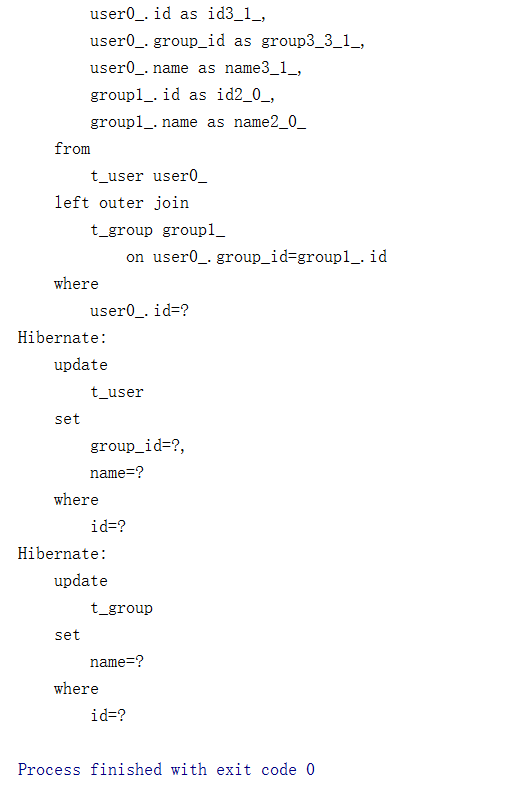 user0_.id as id3_1_,
user0_.group_id as group3_3_1_,
user0_.name as name3_1_,
group1_.id as id2_0_,
group1_.name as name2_0_
from
t_user user0_
left outer join
t_group group1_
on user0_.group_id=group1_.id
where
user0_.id=?
Hibernate:
update
t_user
set
group_id=?,
name=?
where
id=?
Hibernate:
update
t_group
set
name=?
where
id=?
Process finished with exit code 0